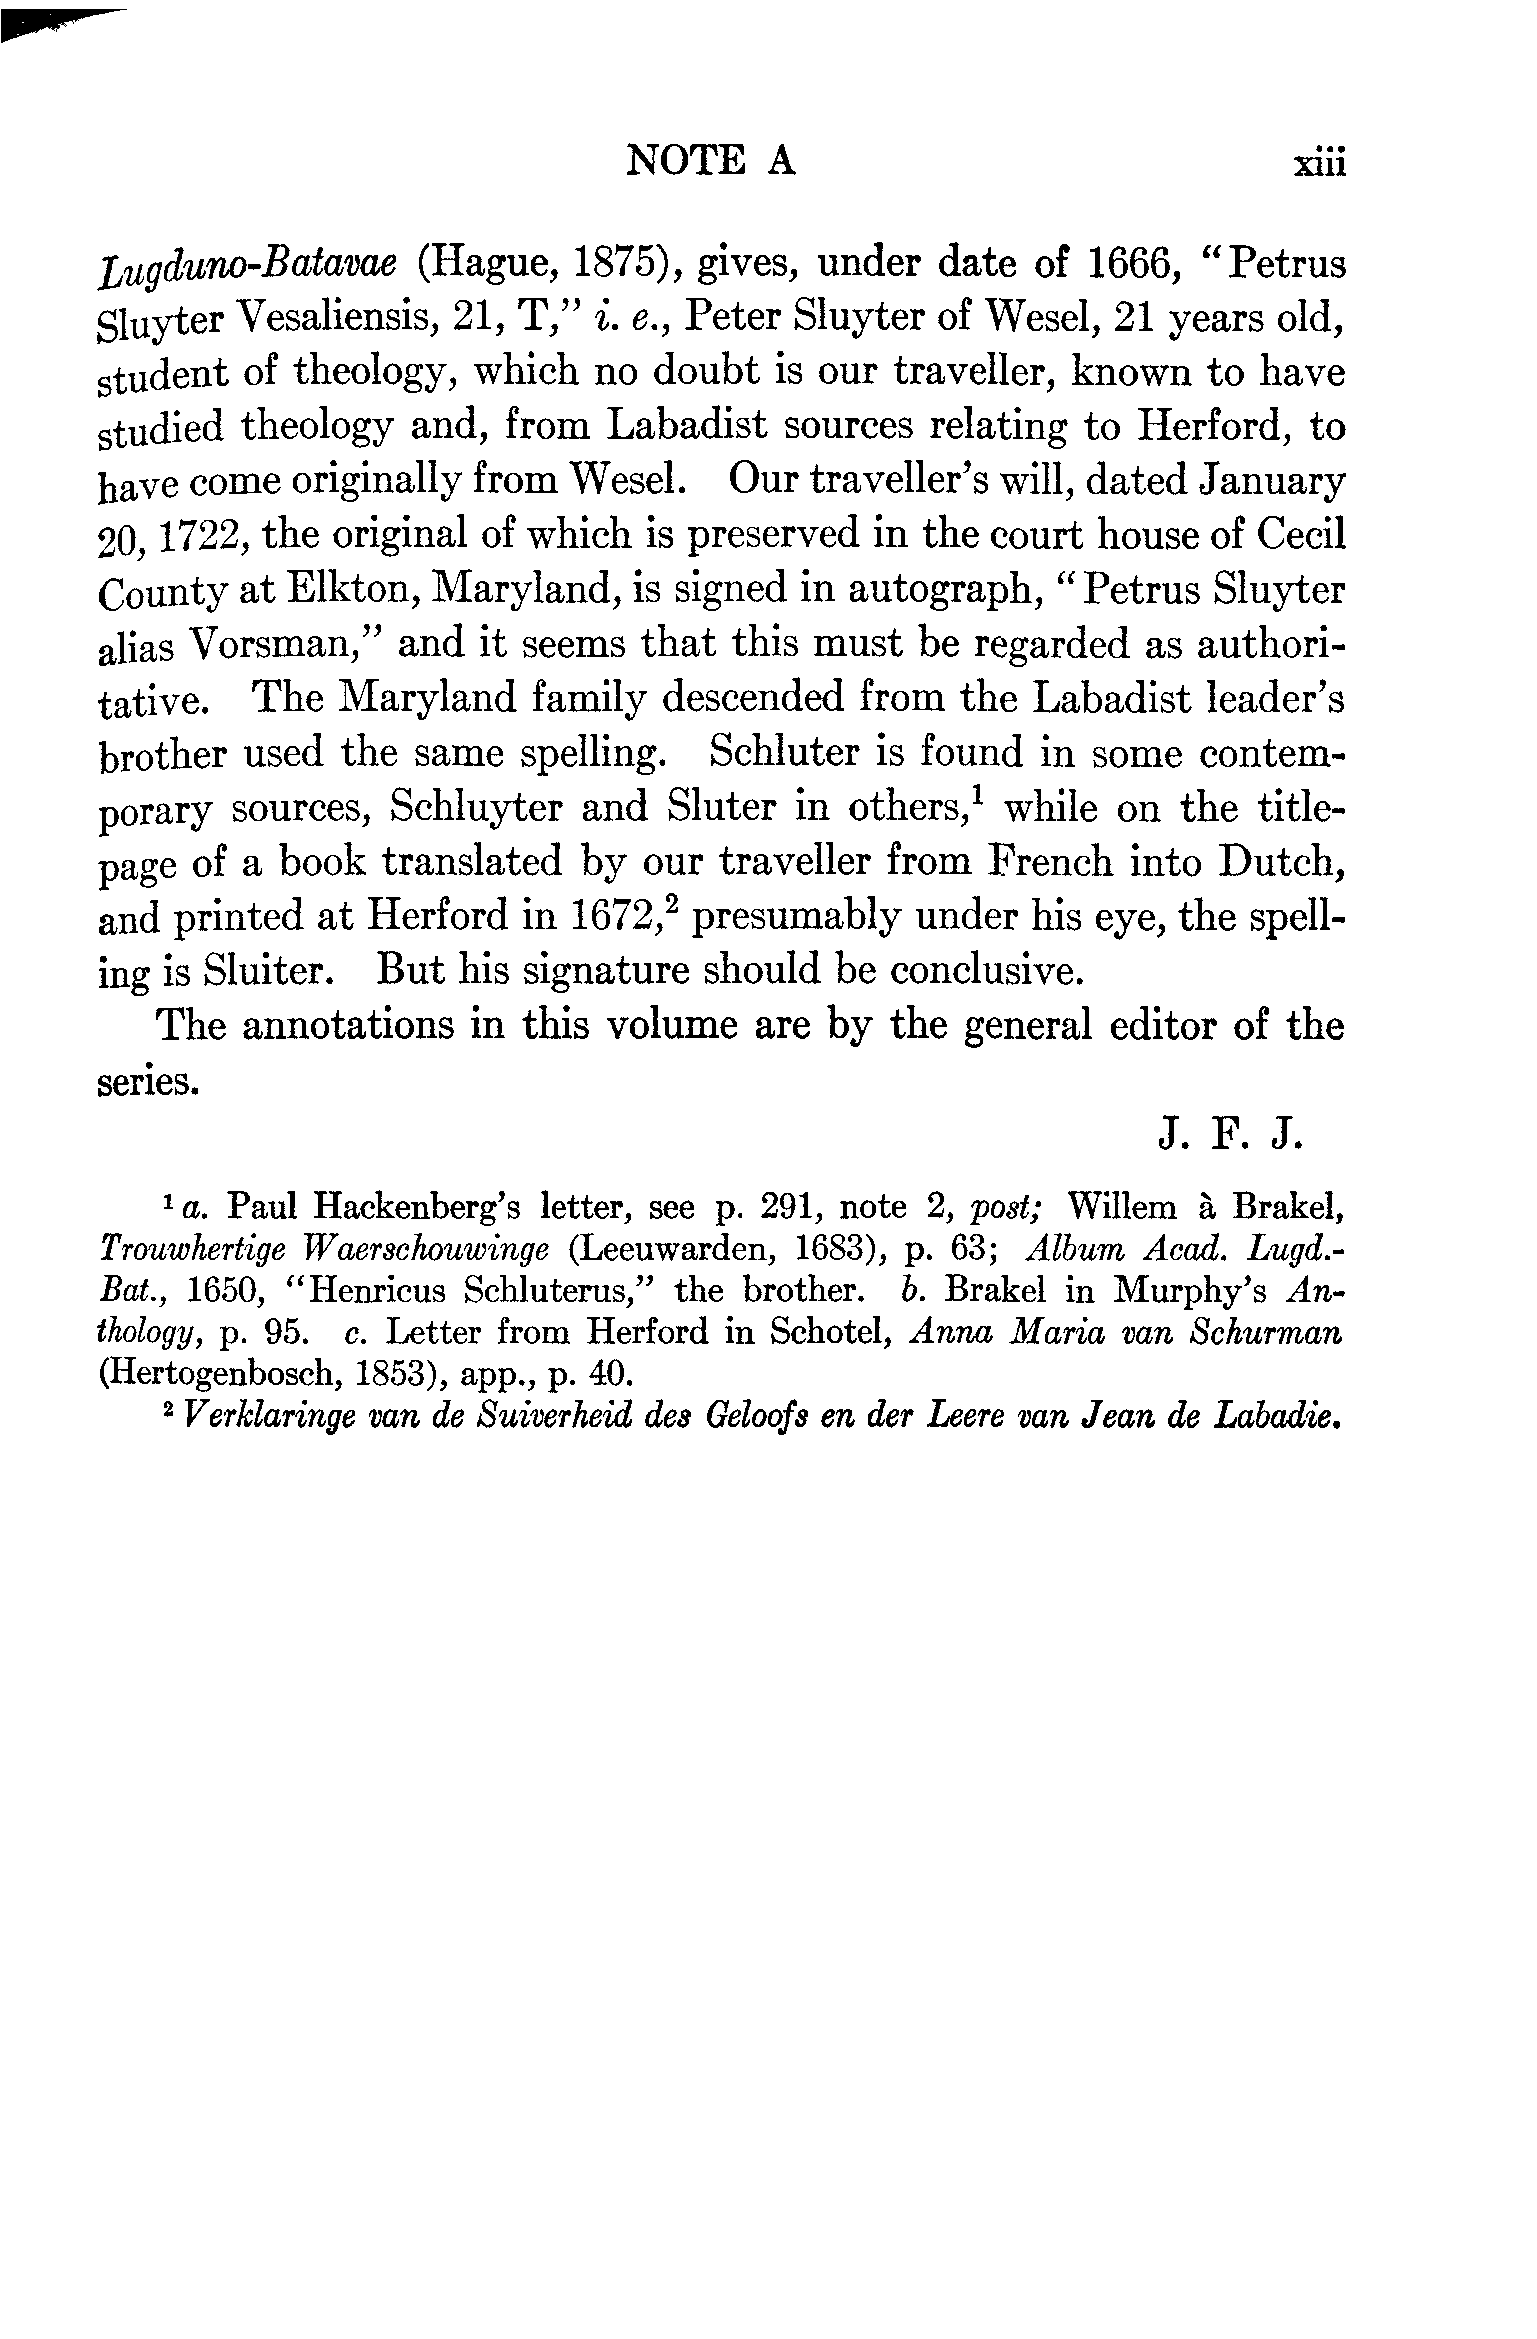 NOTE A xiii
Lugduno-Batavae (Hague, 1875), gives, under date of 1666, "Petrus
Sluyter Vesaliensis, 21, T," i. e., Peter Sluyter of Wesel, 21 years old,
student of theology, which no doubt is our traveller, known to have
studied theology and, from Labadist sources relating to Herford, to
have come originally from Wesel. Our traveller's will, dated January
20, 1722, the original of which is preserved in the court house of Cecil
County at Elkton, Maryland, is signed in autograph, "Petrus Sluyter
alias Vorsman," and it seems that this must be regarded as authori-
tative. The Maryland family descended from the Labadist leader's
brother used the same spelling. Schluter is found in some contem-
porary sources, Schluyter and Sluter in others,¹ while on the title-
page of a book translated by our traveller from French into Dutch,
and printed at Herford in 1672,² presumably under his eye, the spell-
ing is Sluiter. But his signature should be conclusive.
The annotations in this volume are by the general editor of the
series.
J. F. J.
¹ a. Paul Hackenberg's letter, see p. 291, note 2, post; Willem à Brakel,
Trouwhertige Waerschouwinge (Leeuwarden, 1683), p. 63; Album Acad. Lugd.-
Bat., 1650, "Henricus Schluterus," the brother. b. Brakel in Murphy's An-
thology, p. 95. c. Letter from Herford in Schotel, Anna Maria van Schurman
(Hertogenbosch, 1853), app., p. 40.
² Verklaringe van de Suiverheid des Geloofs en der Leere van Jean de Labadie.